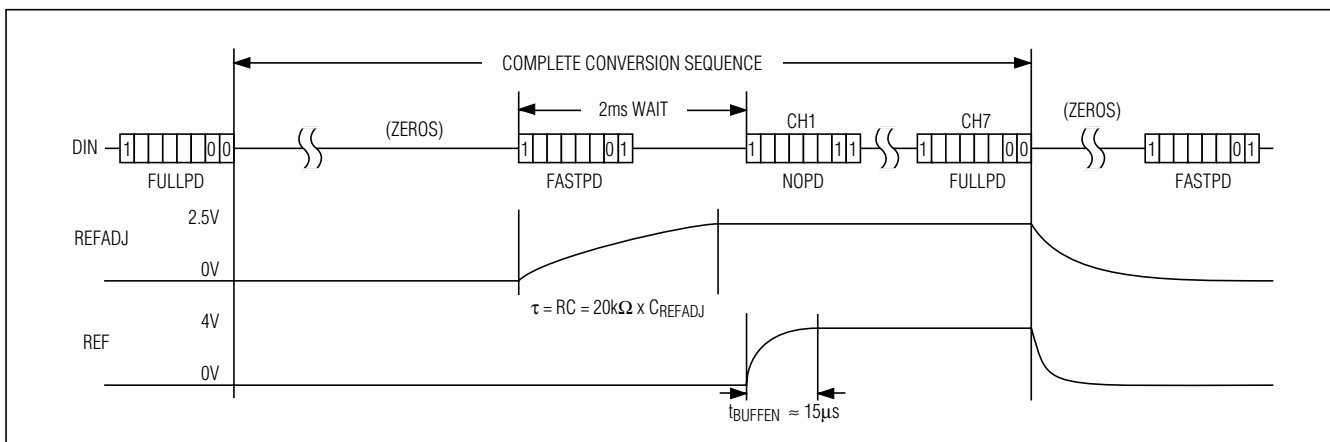 COMPLETE CONVERSION SEQUENCE
2ms WAIT
(ZEROS) CH1 CH7 (ZEROS)
DIN 1 0 0 1 0 1 1 1 1 1 0 0 1 0 1
FULLPD FASTPD NOPD FULLPD FASTPD
2.5V
REFADJ
0V
τ = RC = 20kΩ x CREFADJ
4V
REF
0V
tBUFFEN ≈ 15μs